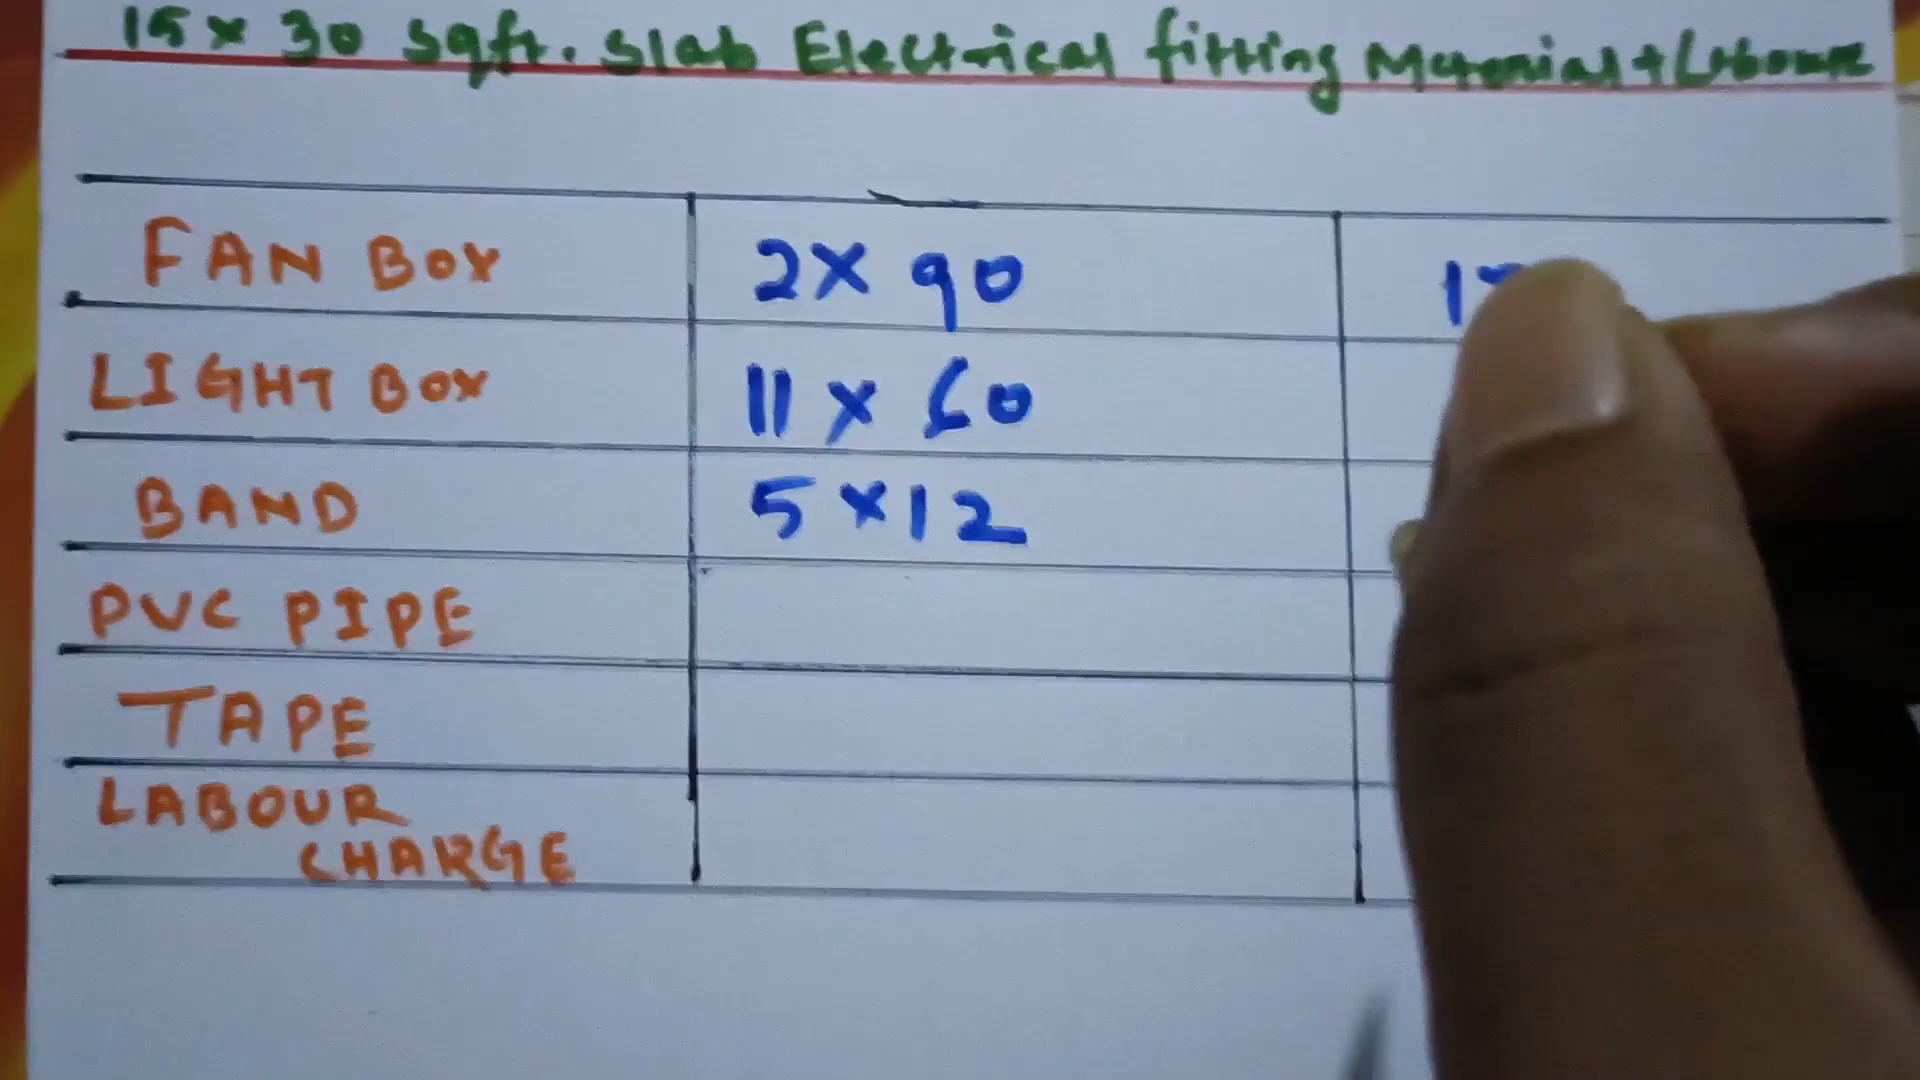 15 x 30 Sqft. Slab Electrical fitting Material + Labour
FAN BOX 2 X 90
LIGHT BOX 11 X 60
BAND 5 X 12
PVC PIPE
TAPE
LABOUR
CHARGE